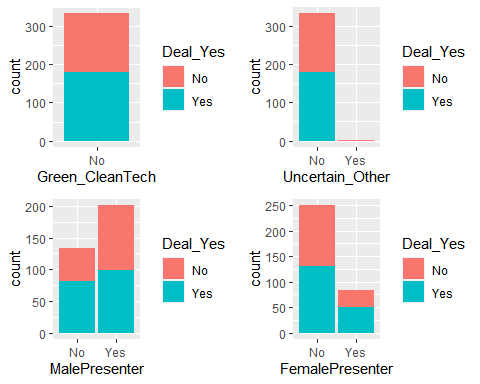 Deal_Yes
No
Yes
count
300
200
100
0
No
Green_CleanTech
Deal_Yes
No
Yes
count
300
200
100
0
No Yes
Uncertain_Other
Deal_Yes
No
Yes
count
200
150
100
50
0
No Yes
MalePresenter
Deal_Yes
No
Yes
count
250
200
150
100
50
0
No Yes
FemalePresenter